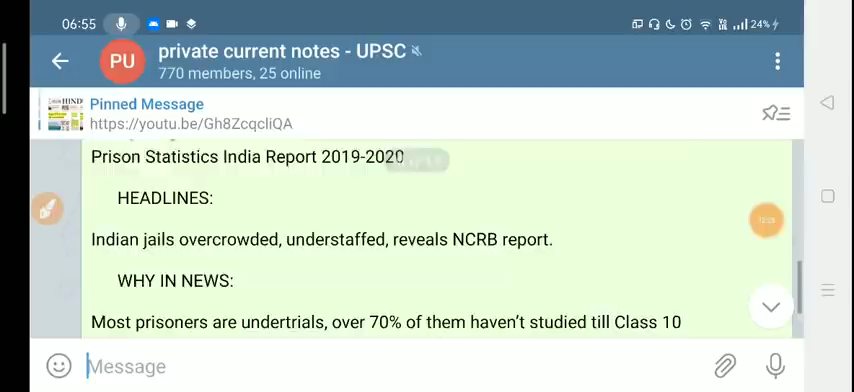 06:55
24%
PU
private current notes - UPSC
770 members, 25 online
Pinned Message
https://youtu.be/Gh8ZcqcliQA
Prison Statistics India Report 2019-2020
HEADLINES:
Indian jails overcrowded, understaffed, reveals NCRB report.
WHY IN NEWS:
Most prisoners are undertrials, over 70% of them haven't studied till Class 10
Message